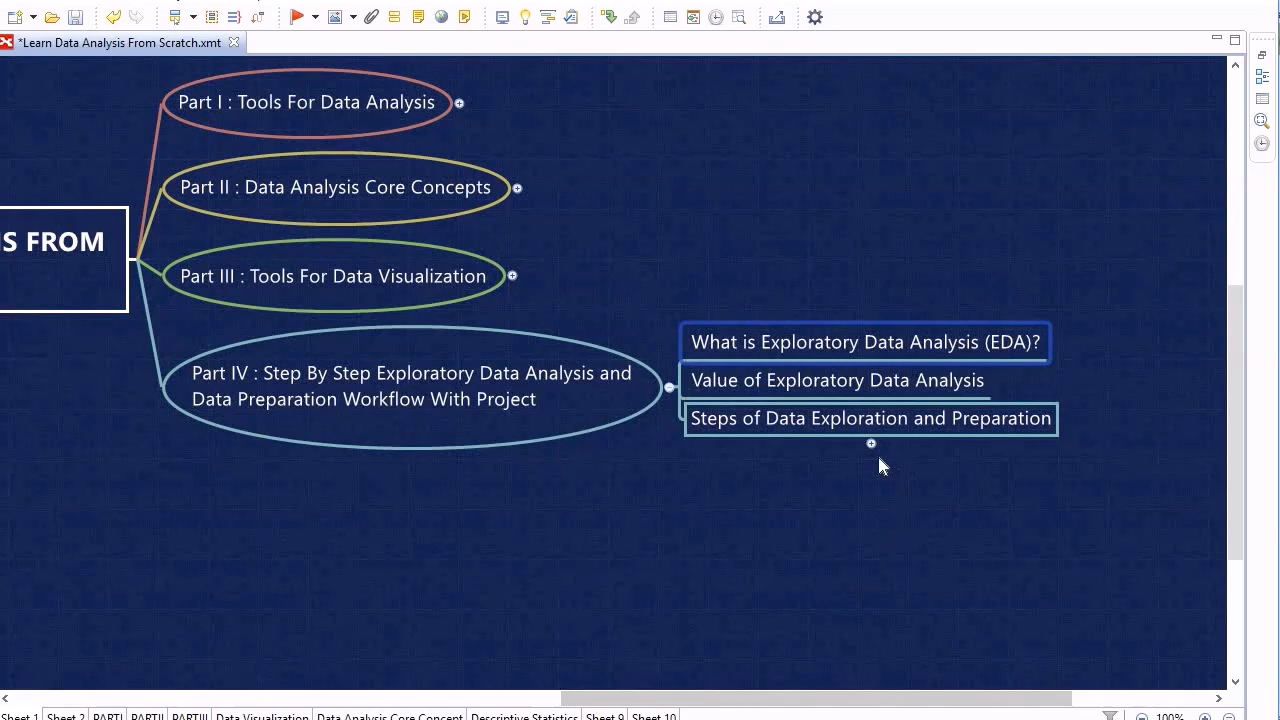 *Learn Data Analysis From Scratch.xmt
Part I : Tools For Data Analysis
Part II : Data Analysis Core Concepts
IS FROM
Part III : Tools For Data Visualization
What is Exploratory Data Analysis (EDA)?
Part IV : Step By Step Exploratory Data Analysis and
Data Preparation Workflow With Project
Value of Exploratory Data Analysis
Steps of Data Exploration and Preparation
Sheet 1 Sheet 2 PARTI PARTII PARTIII Data Visualization Data Analysis Core Concept Descriptive Statistics Sheet 9 Sheet 10 100%